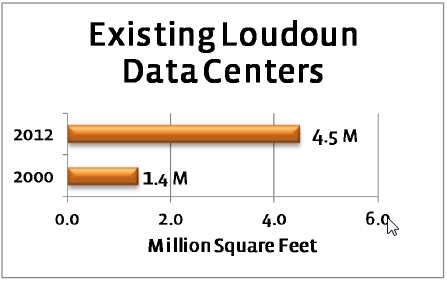 Existing Loudoun
Data Centers
2012
4.5 M
2000
1.4 M
0.0 2.0 4.0 6.0
Million Square Feet